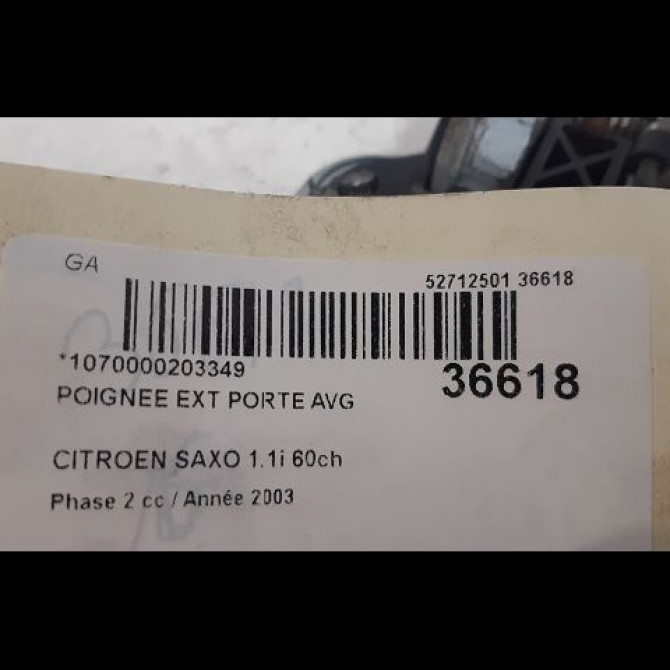 GA
52712501 36618
*1070000203349
36618
POIGNEE EXT PORTE AVG
CITROEN SAXO 1.1i 60ch
Phase 2 cc / Année 2003